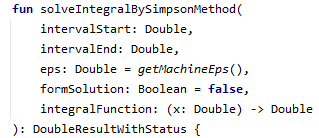 fun solveIntegralBySimpsonMethod(
intervalStart: Double,
intervalEnd: Double,
eps: Double = getMachineEps(),
formSolution: Boolean = false,
integralFunction: (x: Double) -> Double
): DoubleResultWithStatus {